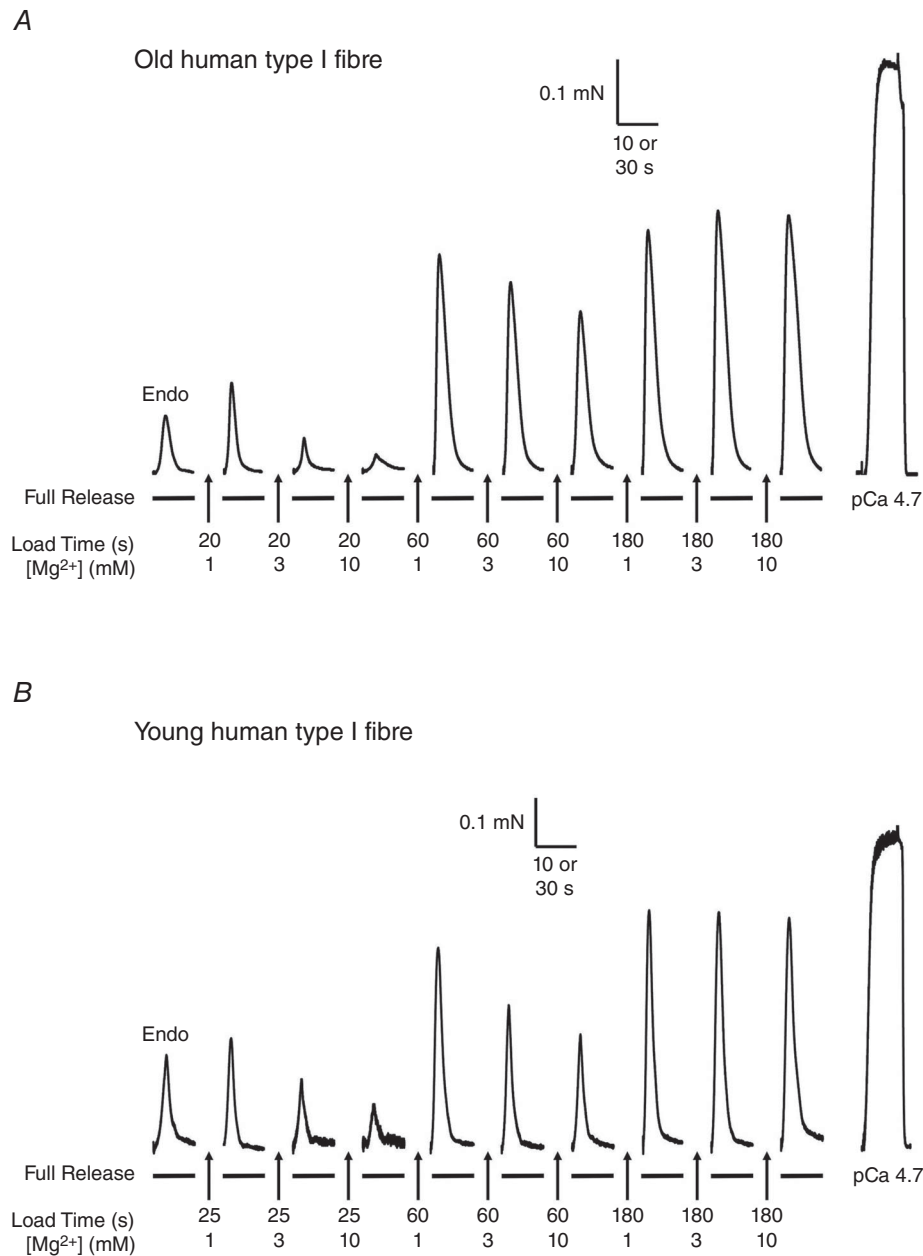 A
Old human type I fibre
0.1 mN
10 or
30 s
Endo
Full Release
pCa 4.7
Load Time (s) 20 20 20 60 60 60 180 180 180
[Mg²⁺] (mM) 1 3 10 1 3 10 1 3 10
B
Young human type I fibre
0.1 mN
10 or
30 s
Endo
Full Release
pCa 4.7
Load Time (s) 25 25 25 60 60 60 180 180 180
[Mg²⁺] (mM) 1 3 10 1 3 10 1 3 10